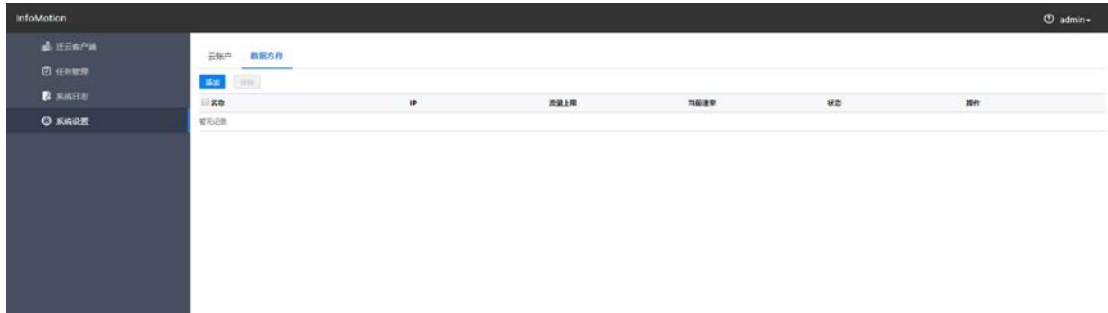 InfoMotion
admin
迁云客户端
任务管理
系统日志
系统设置
云账户 数据方舟
添加 删除
名称 IP 流量上限 当前速率 状态 操作
暂无记录